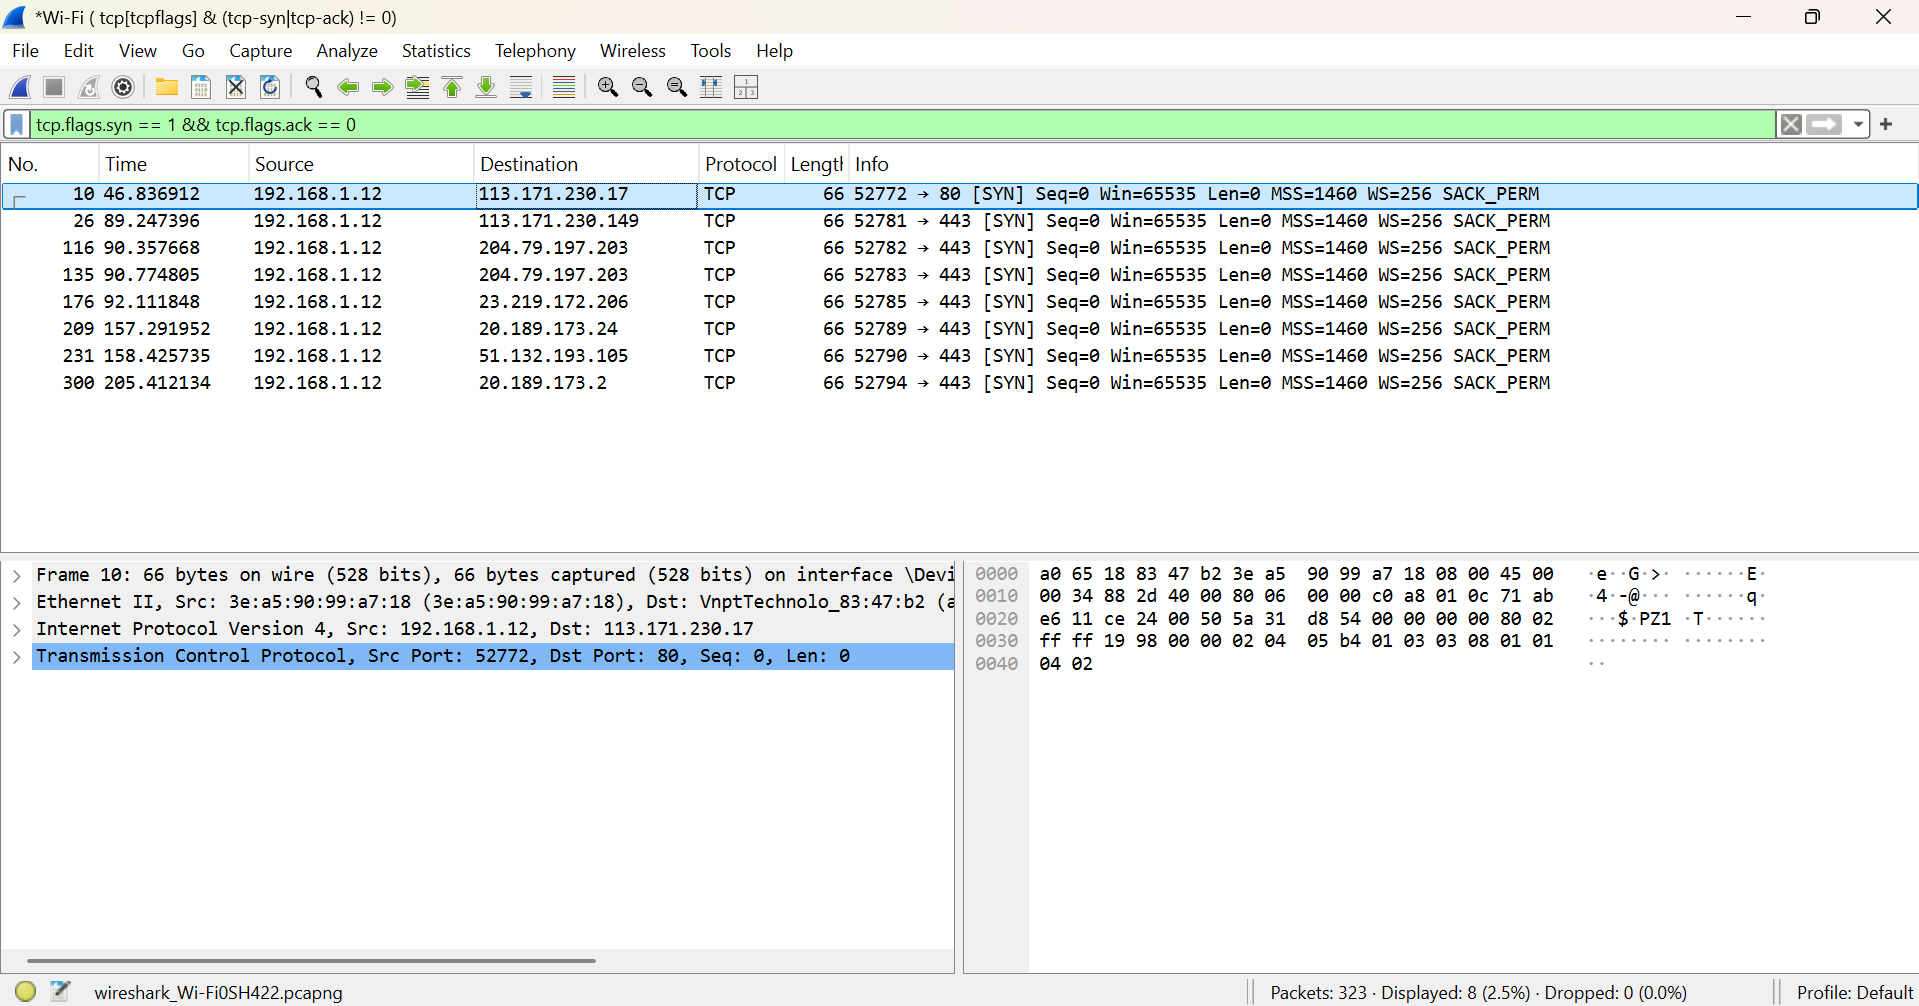 *Wi-Fi ( tcp[tcpflags] & (tcp-syn|tcp-ack) != 0)
File Edit View Go Capture Analyze Statistics Telephony Wireless Tools Help
tcp.flags.syn == 1 && tcp.flags.ack == 0
No. Time Source Destination Protocol Length Info
10 46.836912 192.168.1.12 113.171.230.17 TCP 66 52772 → 80 [SYN] Seq=0 Win=65535 Len=0 MSS=1460 WS=256 SACK_PERM
26 89.247396 192.168.1.12 113.171.230.149 TCP 66 52781 → 443 [SYN] Seq=0 Win=65535 Len=0 MSS=1460 WS=256 SACK_PERM
116 90.357668 192.168.1.12 204.79.197.203 TCP 66 52782 → 443 [SYN] Seq=0 Win=65535 Len=0 MSS=1460 WS=256 SACK_PERM
135 90.774805 192.168.1.12 204.79.197.203 TCP 66 52783 → 443 [SYN] Seq=0 Win=65535 Len=0 MSS=1460 WS=256 SACK_PERM
176 92.111848 192.168.1.12 23.219.172.206 TCP 66 52785 → 443 [SYN] Seq=0 Win=65535 Len=0 MSS=1460 WS=256 SACK_PERM
209 157.291952 192.168.1.12 20.189.173.24 TCP 66 52789 → 443 [SYN] Seq=0 Win=65535 Len=0 MSS=1460 WS=256 SACK_PERM
231 158.425735 192.168.1.12 51.132.193.105 TCP 66 52790 → 443 [SYN] Seq=0 Win=65535 Len=0 MSS=1460 WS=256 SACK_PERM
300 205.412134 192.168.1.12 20.189.173.2 TCP 66 52794 → 443 [SYN] Seq=0 Win=65535 Len=0 MSS=1460 WS=256 SACK_PERM
Frame 10: 66 bytes on wire (528 bits), 66 bytes captured (528 bits) on interface \Devi
Ethernet II, Src: 3e:a5:90:99:a7:18 (3e:a5:90:99:a7:18), Dst: VnptTechnolo_83:47:b2 (a
Internet Protocol Version 4, Src: 192.168.1.12, Dst: 113.171.230.17
Transmission Control Protocol, Src Port: 52772, Dst Port: 80, Seq: 0, Len: 0
0000 a0 65 18 83 47 b2 3e a5 90 99 a7 18 08 00 45 00 ·e··G·>· ······E·
0010 00 34 88 2d 40 00 80 06 00 00 c0 a8 01 0c 71 ab ·4·-@··· ······q·
0020 e6 11 ce 24 00 50 5a 31 d8 54 00 00 00 00 80 02 ···$·PZ1 ·T······
0030 ff ff 19 98 00 00 02 04 05 b4 01 03 03 08 01 01 ········ ········
0040 04 02 ··
wireshark_Wi-Fi0SH422.pcapng
Packets: 323 · Displayed: 8 (2.5%) · Dropped: 0 (0.0%)
Profile: Default